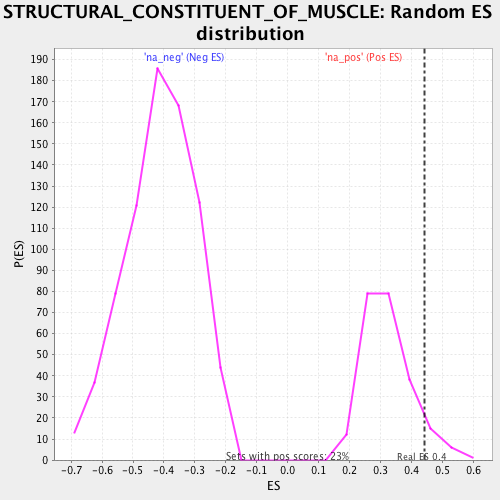 STRUCTURAL_CONSTITUENT_OF_MUSCLE: Random ES
distribution
'na_neg' (Neg ES) 'na_pos' (Pos ES)
190
180
170
160
150
140
130
120
110
100
90
80
70
60
50
40
30
20
10
0
P(ES)
Sets with pos scores: 23% Real ES 0.4
-0.7 -0.6 -0.5 -0.4 -0.3 -0.2 -0.1 0.0 0.1 0.2 0.3 0.4 0.5 0.6
ES